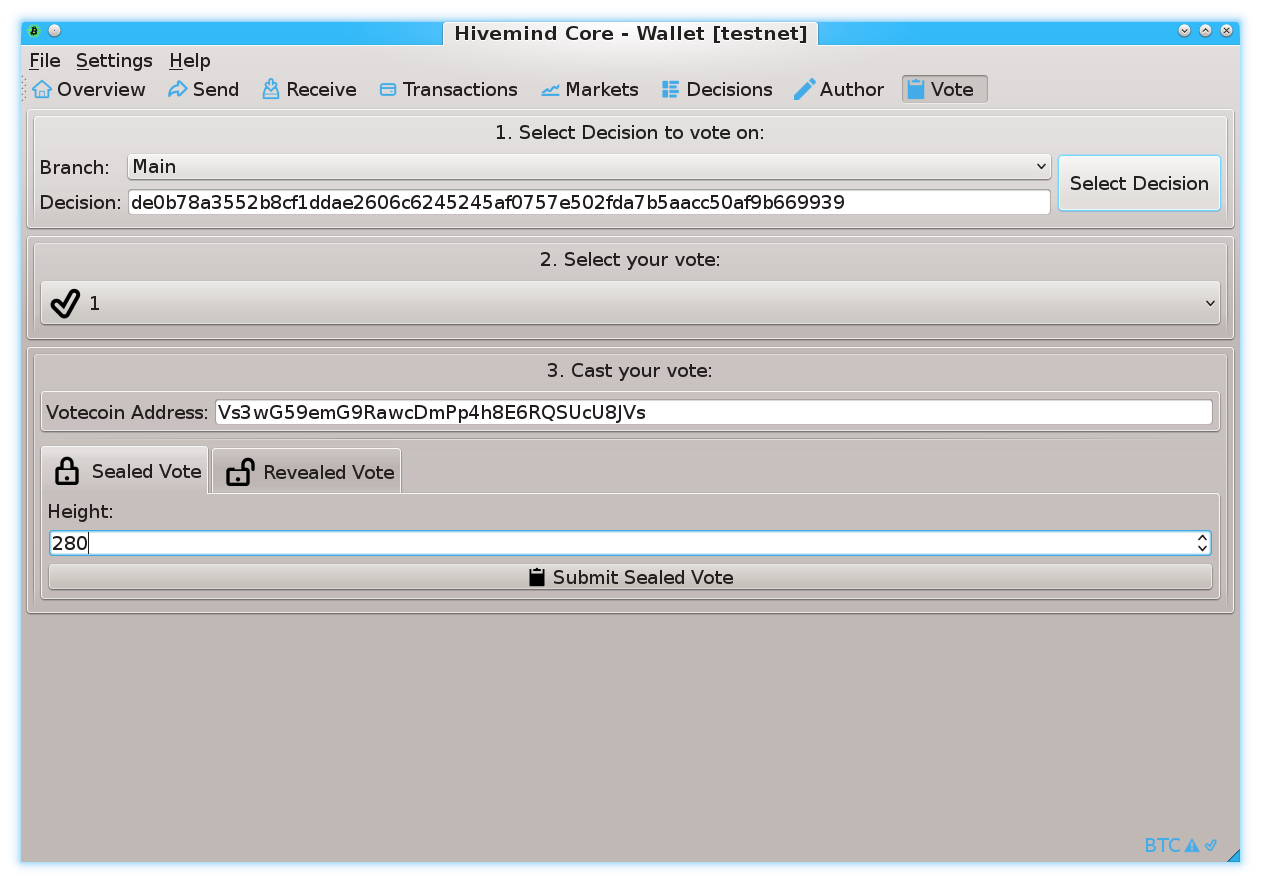 Hivemind Core - Wallet [testnet]
File Settings Help
Overview Send Receive Transactions Markets Decisions Author Vote
1. Select Decision to vote on:
Branch: Main
Select Decision
Decision: de0b78a3552b8cf1ddae2606c6245245af0757e502fda7b5aacc50af9b669939
2. Select your vote:
1
3. Cast your vote:
Votecoin Address: Vs3wG59emG9RawcDmPp4h8E6RQSUcU8JVs
Sealed Vote Revealed Vote
Height:
280
Submit Sealed Vote
BTC